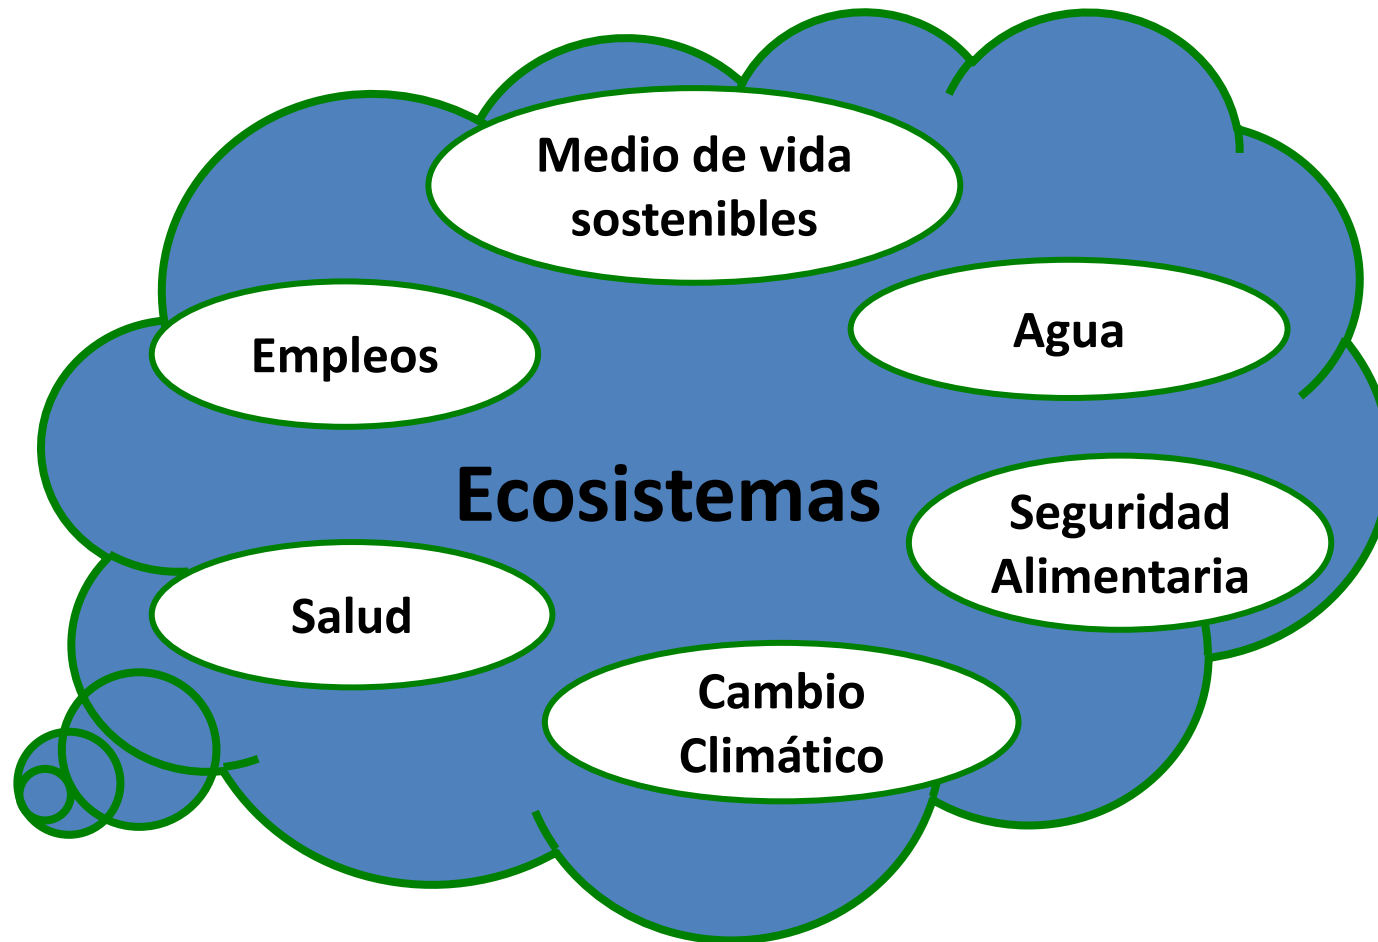 Medio de vida
sostenibles
Agua
Empleos
Ecosistemas
Seguridad
Alimentaria
Salud
Cambio
Climático